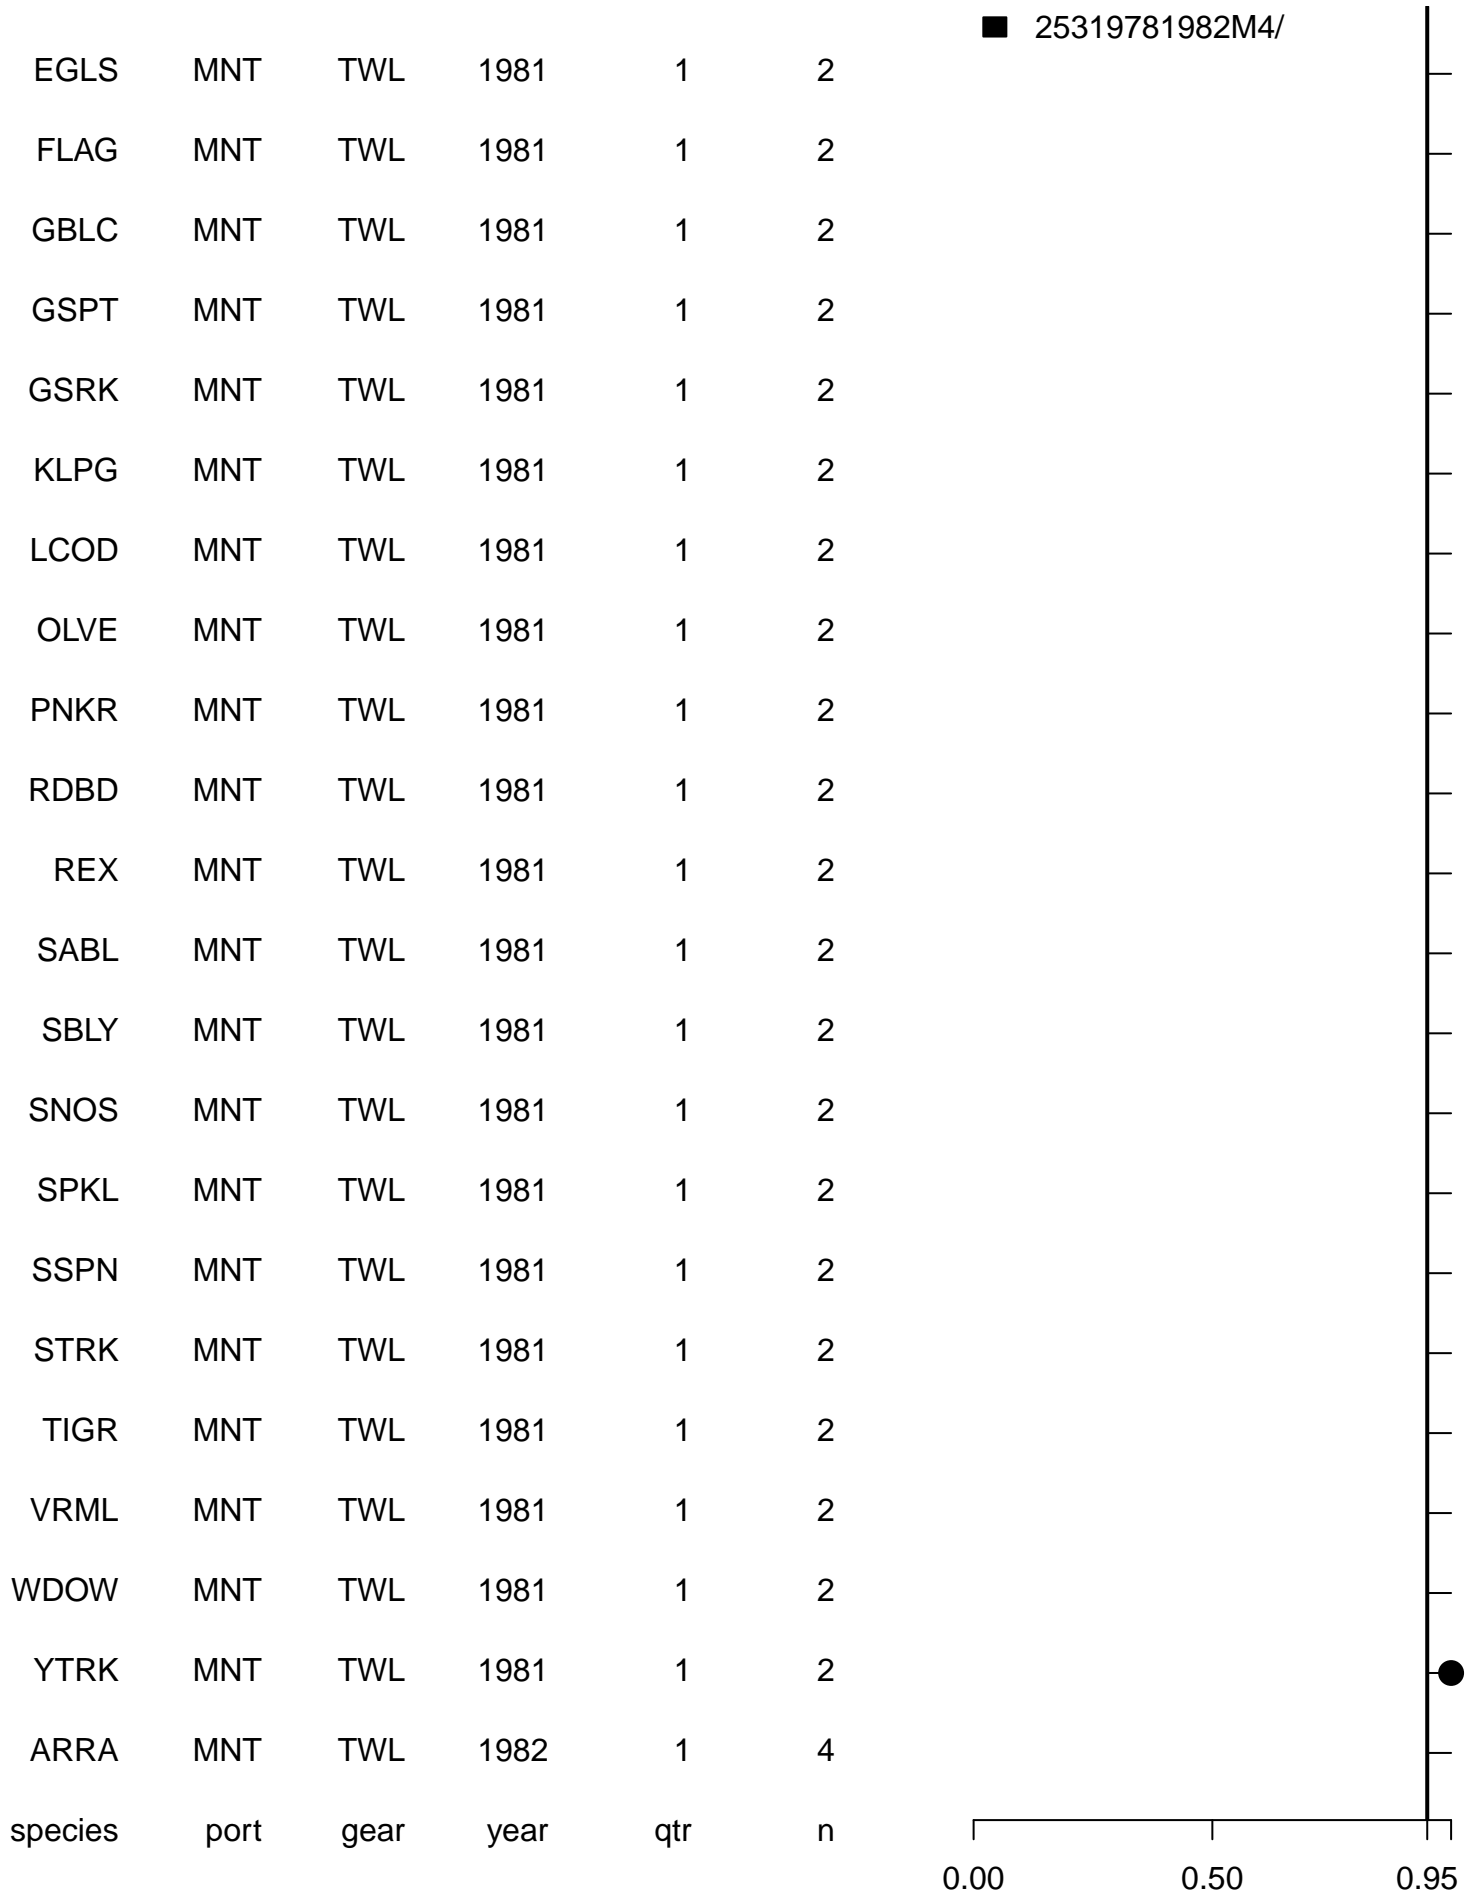 25319781982M4/
EGLS MNT TWL 1981 1 2
FLAG MNT TWL 1981 1 2
GBLC MNT TWL 1981 1 2
GSPT MNT TWL 1981 1 2
GSRK MNT TWL 1981 1 2
KLPG MNT TWL 1981 1 2
LCOD MNT TWL 1981 1 2
OLVE MNT TWL 1981 1 2
PNKR MNT TWL 1981 1 2
RDBD MNT TWL 1981 1 2
REX MNT TWL 1981 1 2
SABL MNT TWL 1981 1 2
SBLY MNT TWL 1981 1 2
SNOS MNT TWL 1981 1 2
SPKL MNT TWL 1981 1 2
SSPN MNT TWL 1981 1 2
STRK MNT TWL 1981 1 2
TIGR MNT TWL 1981 1 2
VRML MNT TWL 1981 1 2
WDOW MNT TWL 1981 1 2
YTRK MNT TWL 1981 1 2
ARRA MNT TWL 1982 1 4
species port gear year qtr n
0.00 0.50 0.95